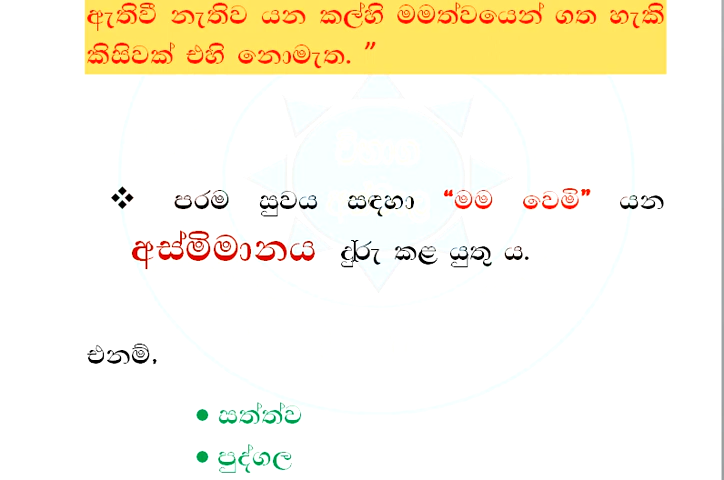 ඇතිවී නැතිව යන කල්හි මමත්වයෙන් ගත හැකි
කිසිවක් එහි නොමැත. ”
❖ පරම සුවය සඳහා “මම වෙමි” යන
අස්මිමානය දුරු කළ යුතු ය.
එනම්,
• සත්ත්ව
• පුද්ගල